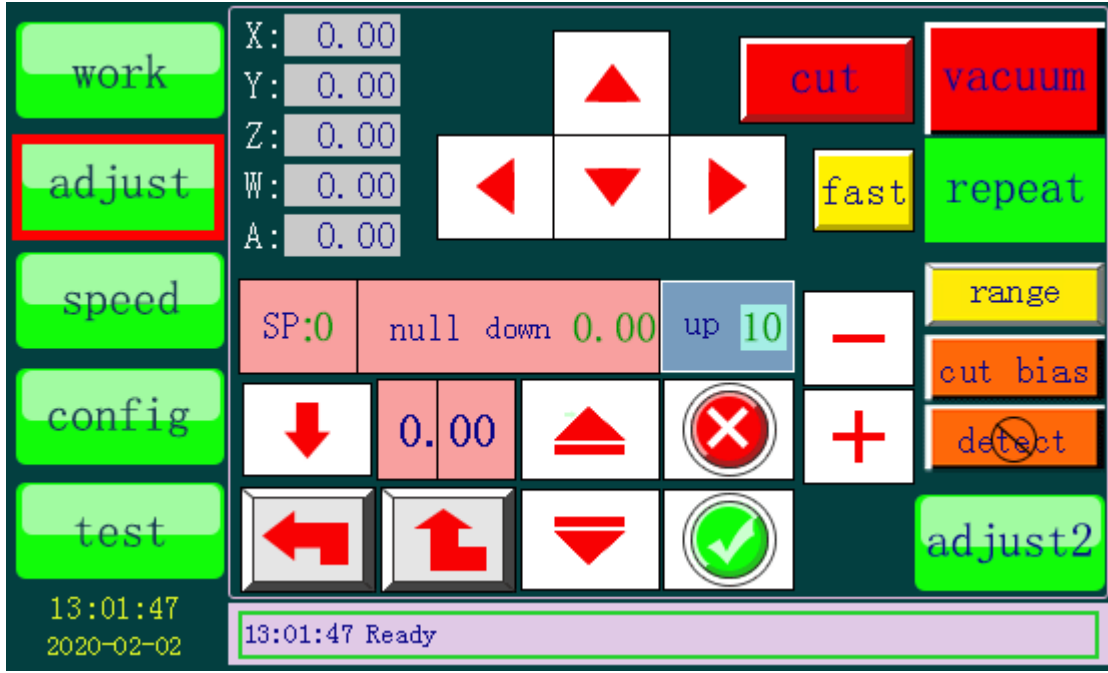 work
adjust
speed
config
test
13:01:47
2020-02-02
X: 0.00
Y: 0.00
Z: 0.00
W: 0.00
A: 0.00
cut
vacuum
fast
repeat
SP:0 null down 0.00 up 10
0.00
range
cut bias
detect
adjust2
13:01:47 Ready